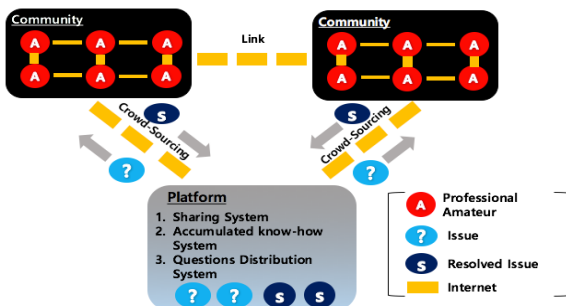 Community
A A A
A A A
Link
Community
A A A
A A A
S
Crowd-Sourcing
?
S
Crowd-Sourcing
?
Platform
1. Sharing System
2. Accumulated know-how
System
3. Questions Distribution
System
? ? S S
A Professional
Amateur
? Issue
S Resolved Issue
Internet